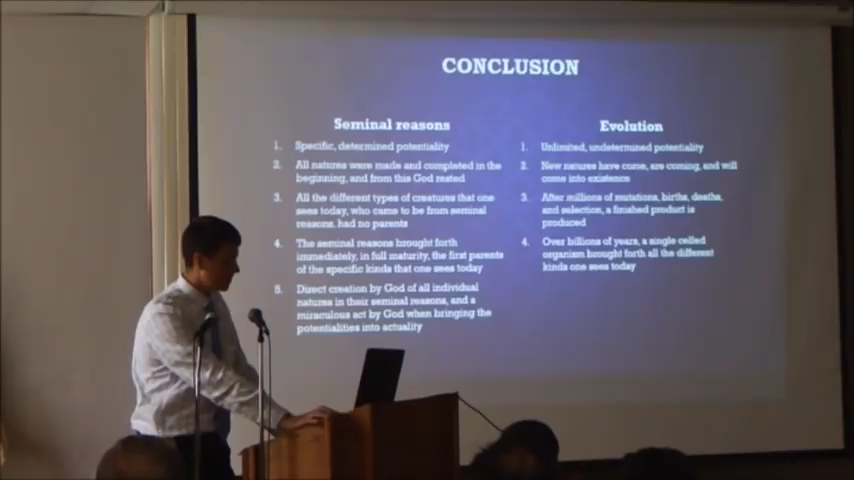 CONCLUSION
Seminal reasons
1. Specific, determined potentiality
2. All natures were made and completed in the
beginning, and from this God rested
3. All the different types of creatures that one
sees today, who came to be from seminal
reasons, had no parents
4. The seminal reasons brought forth
immediately, in full maturity, the first parents
of the specific kinds that one sees today
5. Direct creation by God of all individual
natures in their seminal reasons, and a
miraculous act by God when bringing the
potentialities into actuality
Evolution
1. Unlimited, undetermined potentiality
2. New natures have come, are coming, and will
come into existence
3. After millions of mutations, births, deaths,
and selection, a finished product is
produced
4. Over billions of years, a single celled
organism brought forth all the different
kinds one sees today